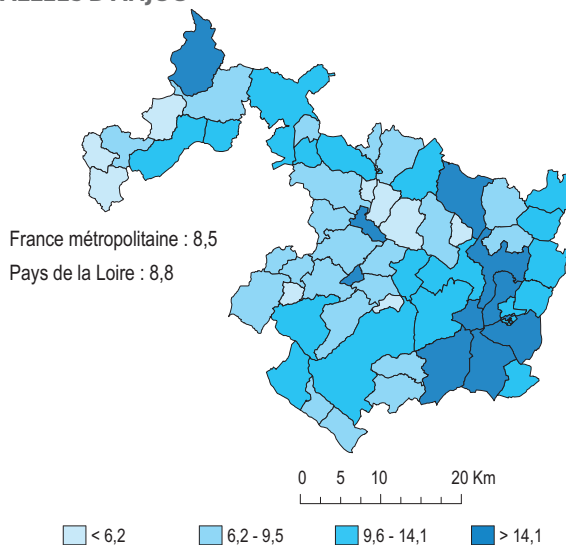 France métropolitaine : 8,5
Pays de la Loire : 8,8
0 5 10 20 Km
< 6,2 6,2 - 9,5 9,6 - 14,1 > 14,1